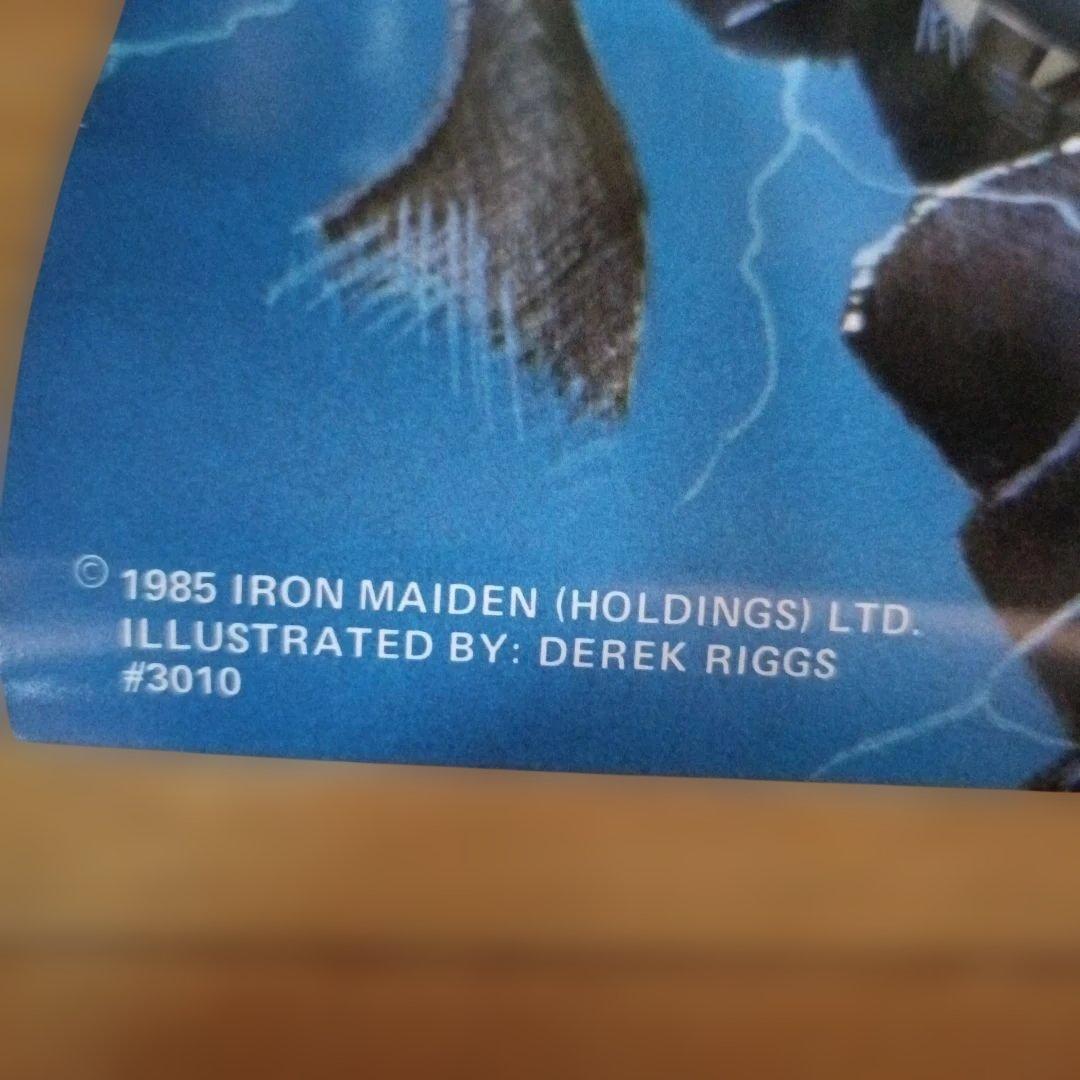 © 1985 IRON MAIDEN (HOLDINGS) LTD.
ILLUSTRATED BY: DEREK RIGGS
#3010